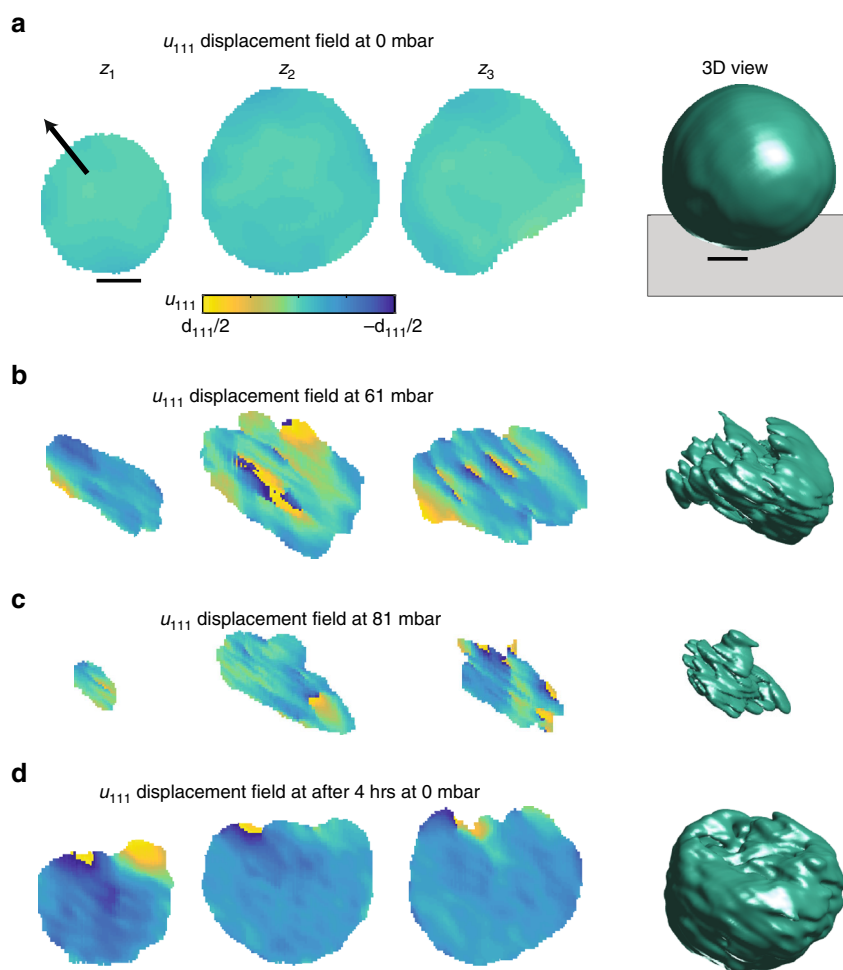 a
u111 displacement field at 0 mbar
z1 z2 z3 3D view
u111
d111/2 –d111/2
b
u111 displacement field at 61 mbar
c
u111 displacement field at 81 mbar
d
u111 displacement field at after 4 hrs at 0 mbar